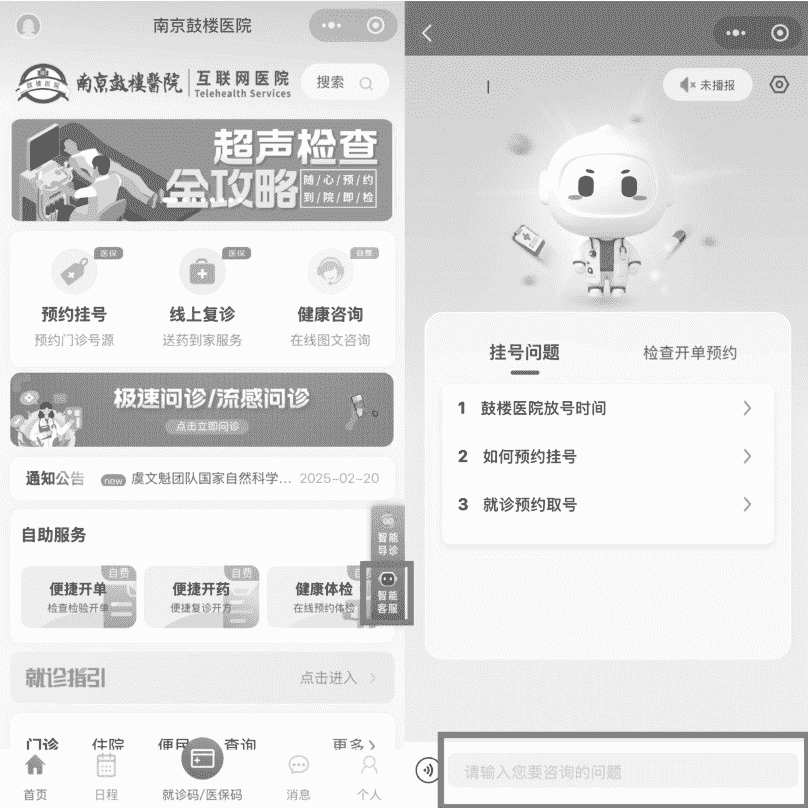 南京鼓楼医院
南京鼓楼醫院
互联网医院
Telehealth Services
搜索
超声检查
全攻略
随/心/预/约
到/院/即/检
医保
医保
自费
预约挂号
线上复诊
健康咨询
预约门诊号源
送药到家服务
在线图文咨询
极速问诊/流感问诊
点击立即问诊
通知公告
new
虞文魁团队国家自然科学...
2025-02-20
智能
导诊
自助服务
自费
自费
便捷开单
便捷开药
健康体检
检查检验开单
便捷复诊开方
在线预约体检
智能
客服
就诊指引
点击进入
门诊
住院
便民
查询
更多
首页
日程
就诊码/医保码
消息
个人
未播报
挂号问题
检查开单预约
1 鼓楼医院放号时间
2 如何预约挂号
3 就诊预约取号
请输入您要咨询的问题